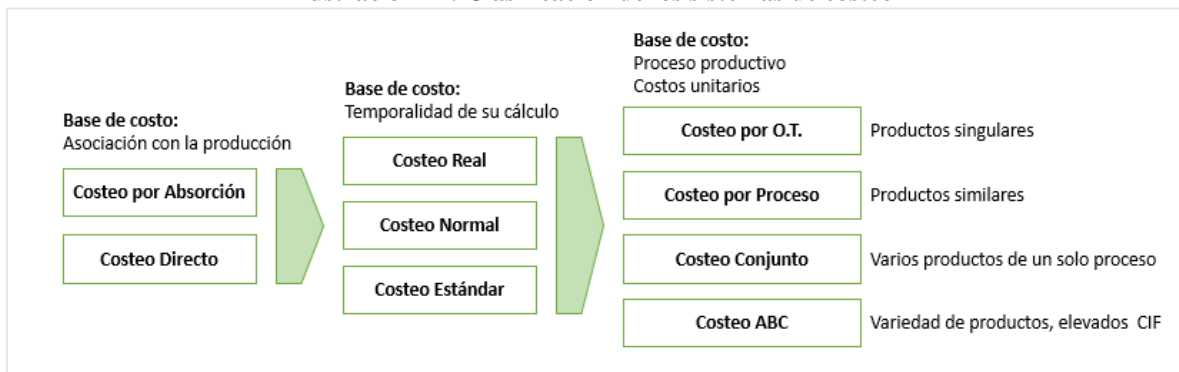 Base de costo:
Asociación con la producción
Costeo por Absorción
Costeo Directo
Base de costo:
Temporalidad de su cálculo
Costeo Real
Costeo Normal
Costeo Estándar
Base de costo:
Proceso productivo
Costos unitarios
Costeo por O.T. Productos singulares
Costeo por Proceso Productos similares
Costeo Conjunto Varios productos de un solo proceso
Costeo ABC Variedad de productos, elevados CIF